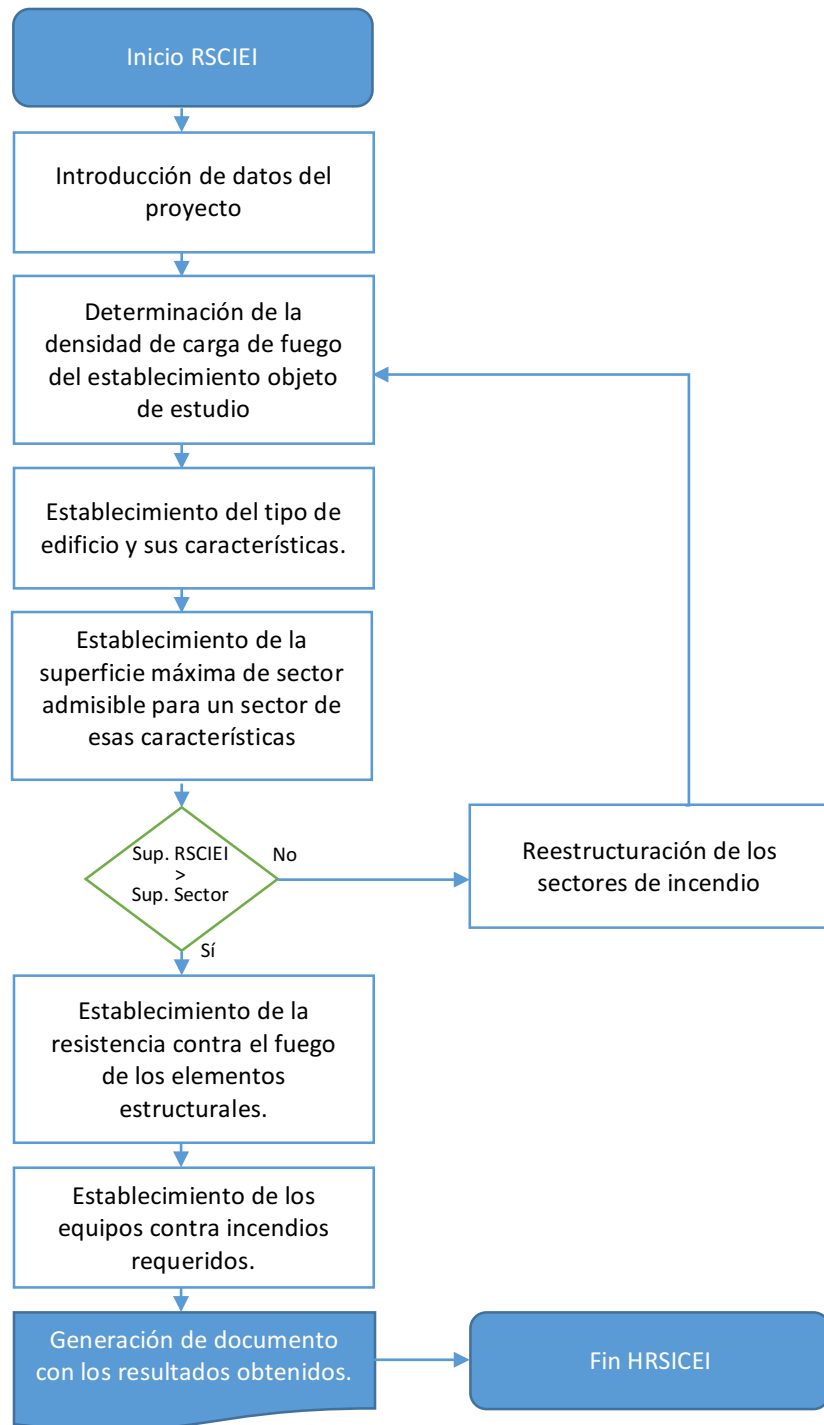 Inicio RSCIEI
Introducción de datos del
proyecto
Determinación de la
densidad de carga de fuego
del establecimiento objeto
de estudio
Establecimiento del tipo de
edificio y sus características.
Establecimiento de la
superficie máxima de sector
admisible para un sector de
esas características
Sup. RSCIEI
>
Sup. Sector
No
Reestructuración de los
sectores de incendio
Sí
Establecimiento de la
resistencia contra el fuego
de los elementos
estructurales.
Establecimiento de los
equipos contra incendios
requeridos.
Generación de documento
con los resultados obtenidos.
Fin HRSICEI